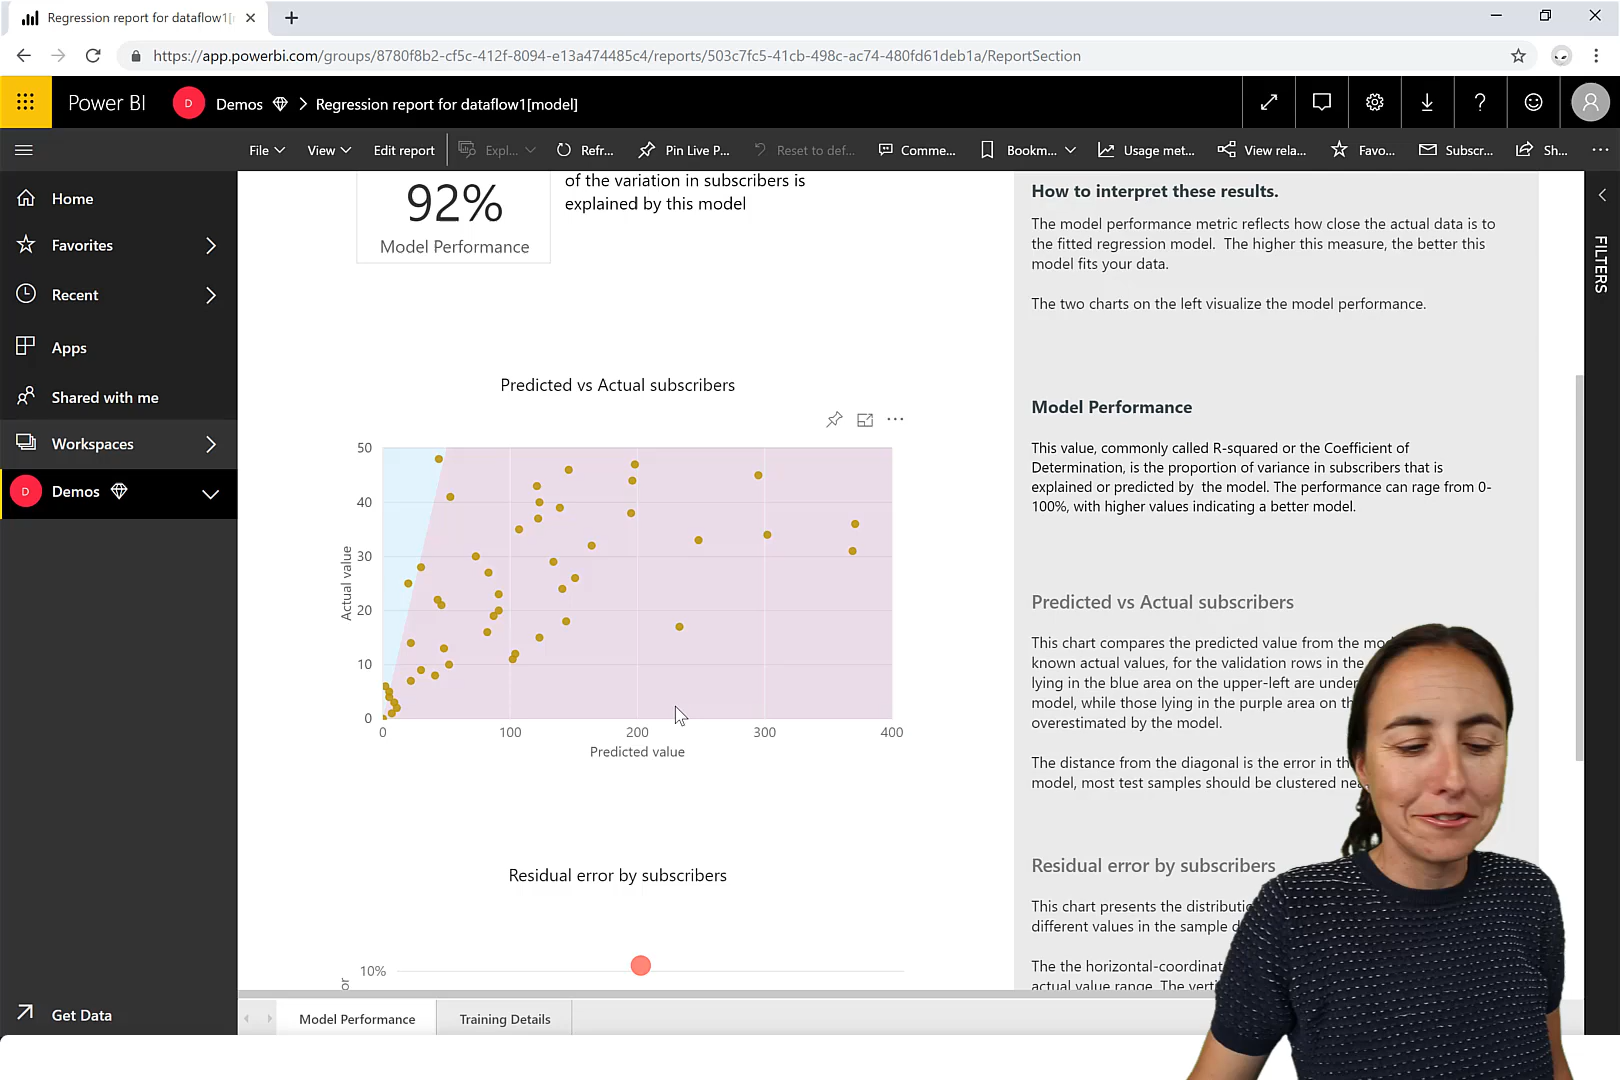 Regression report for dataflow1[
https://app.powerbi.com/groups/8780f8b2-cf5c-412f-8094-e13a474485c4/reports/503c7fc5-41cb-498c-ac74-480fd61deb1a/ReportSection
Power BI
D
Demos
Regression report for dataflow1[model]
File
View
Edit report
Expl...
Refr...
Pin Live P...
Reset to def...
Comme...
Bookm...
Usage met...
View rela...
Favo...
Subscr...
Sh...
Home
Favorites
Recent
Apps
Shared with me
Workspaces
D
Demos
Get Data
92%
Model Performance
of the variation in subscribers is
explained by this model
Predicted vs Actual subscribers
50
40
30
20
10
0
Actual value
0
100
200
300
400
Predicted value
Residual error by subscribers
10%
or
Model Performance
Training Details
How to interpret these results.
The model performance metric reflects how close the actual data is to
the fitted regression model. The higher this measure, the better this
model fits your data.
The two charts on the left visualize the model performance.
Model Performance
This value, commonly called R-squared or the Coefficient of
Determination, is the proportion of variance in subscribers that is
explained or predicted by the model. The performance can rage from 0-
100%, with higher values indicating a better model.
Predicted vs Actual subscribers
This chart compares the predicted value from the mod
known actual values, for the validation rows in the
lying in the blue area on the upper-left are under
model, while those lying in the purple area on th
overestimated by the model.
The distance from the diagonal is the error in th
model, most test samples should be clustered nea
Residual error by subscribers
This chart presents the distributio
different values in the sample d
The the horizontal-coordinat
actual value range. The verti
FILTERS